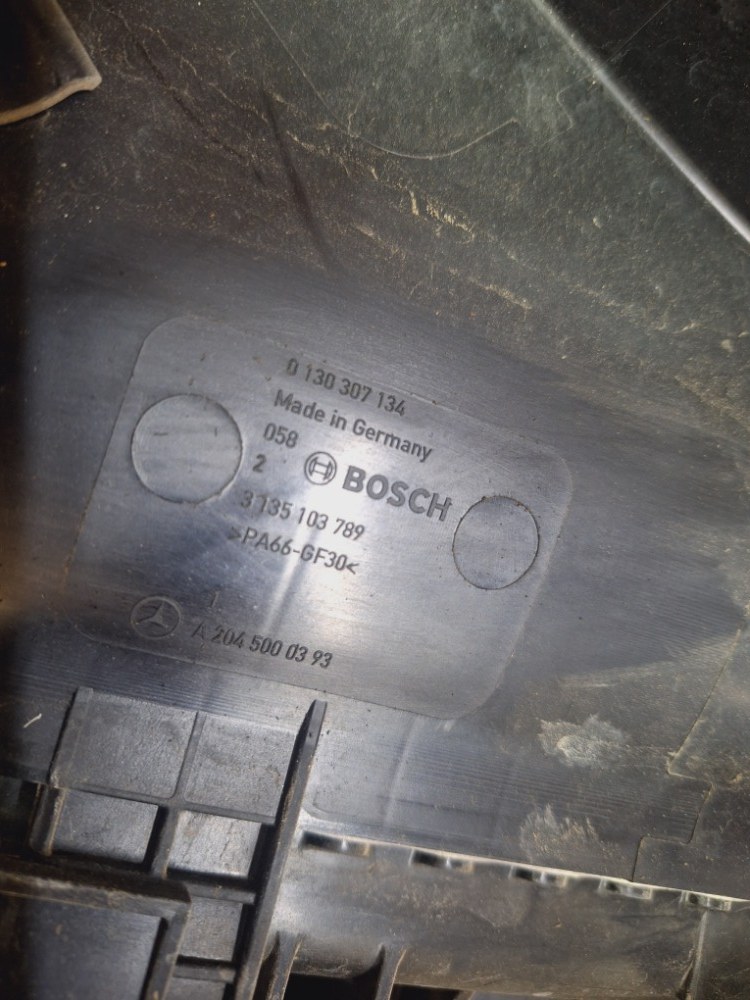 0 130 307 134
Made in Germany
058
2
BOSCH
3 135 103 789
>PA66-GF30<
1
A 204 500 03 93